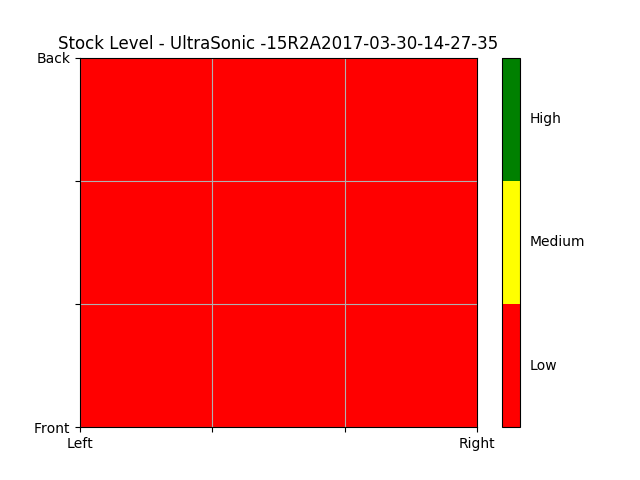 Stock Level - UltraSonic -15R2A2017-03-30-14-27-35
Back
High
Medium
Low
Front
Left
Right